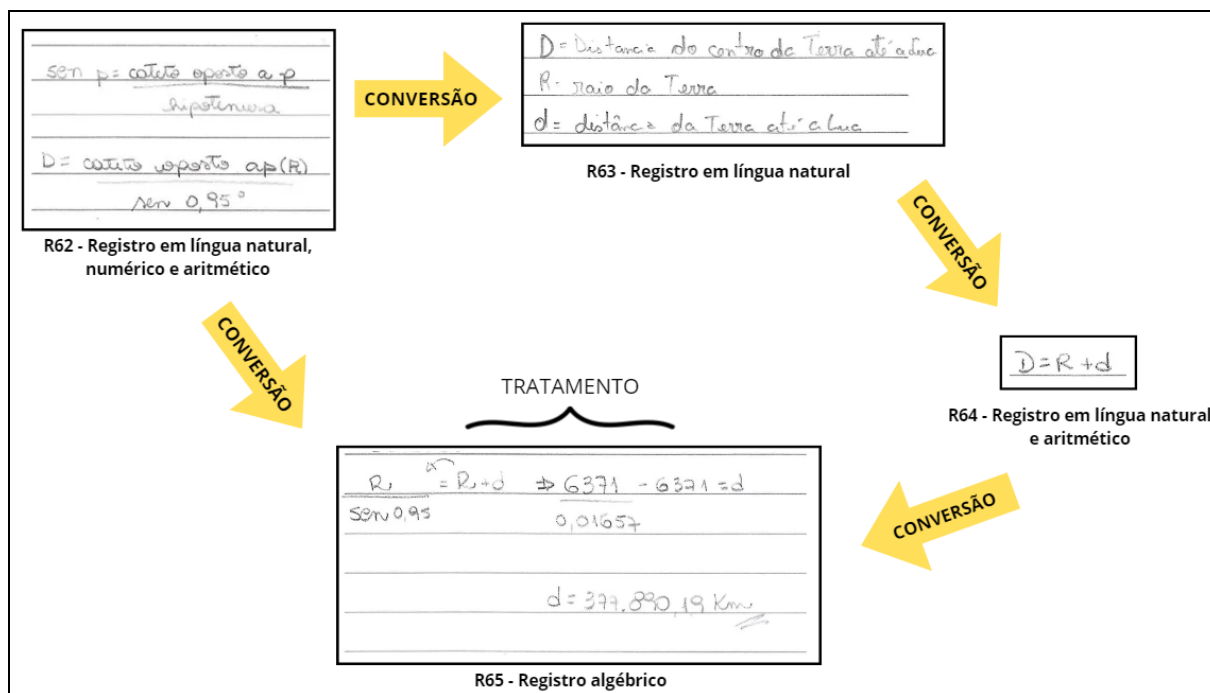 sen p = cateto oposto a p
hipotenusa
D = cateto oposto a p (R)
sen 0,95°
R62 - Registro em língua natural,
numérico e aritmético
CONVERSÃO
D = Distancia do centro da Terra até a Lua
R - raio da Terra
d = distância da Terra até a Lua
R63 - Registro em língua natural
CONVERSÃO
D = R + d
R64 - Registro em língua natural
e aritmético
CONVERSÃO
CONVERSÃO
TRATAMENTO
R = R + d ⇒ 6371 - 6371 = d
sen 0,95 0,01657
d = 377.890,19 Km
R65 - Registro algébrico